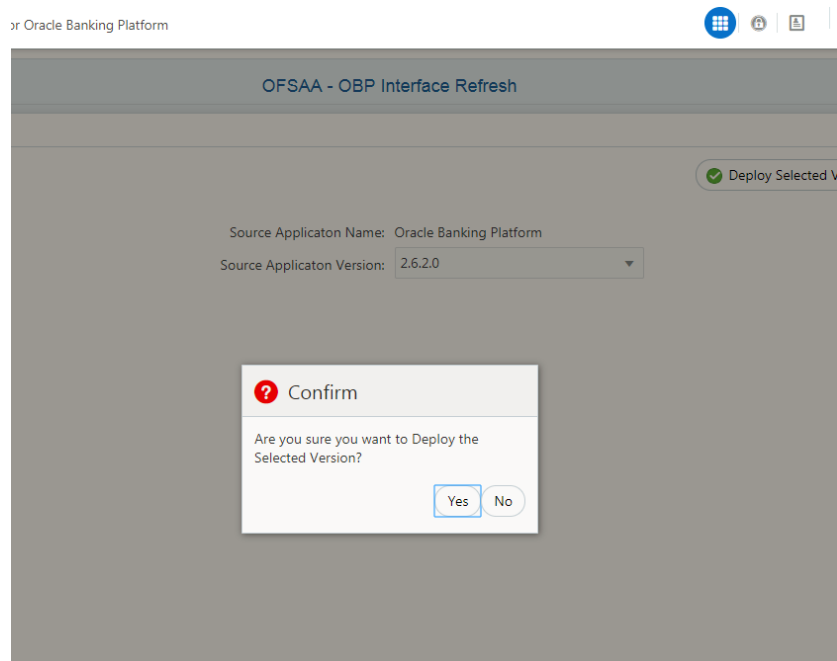 or Oracle Banking Platform
OFSAA - OBP Interface Refresh
Deploy Selected V
Source Applicaton Name: Oracle Banking Platform
Source Applicaton Version: 2.6.2.0
? Confirm
Are you sure you want to Deploy the
Selected Version?
Yes No